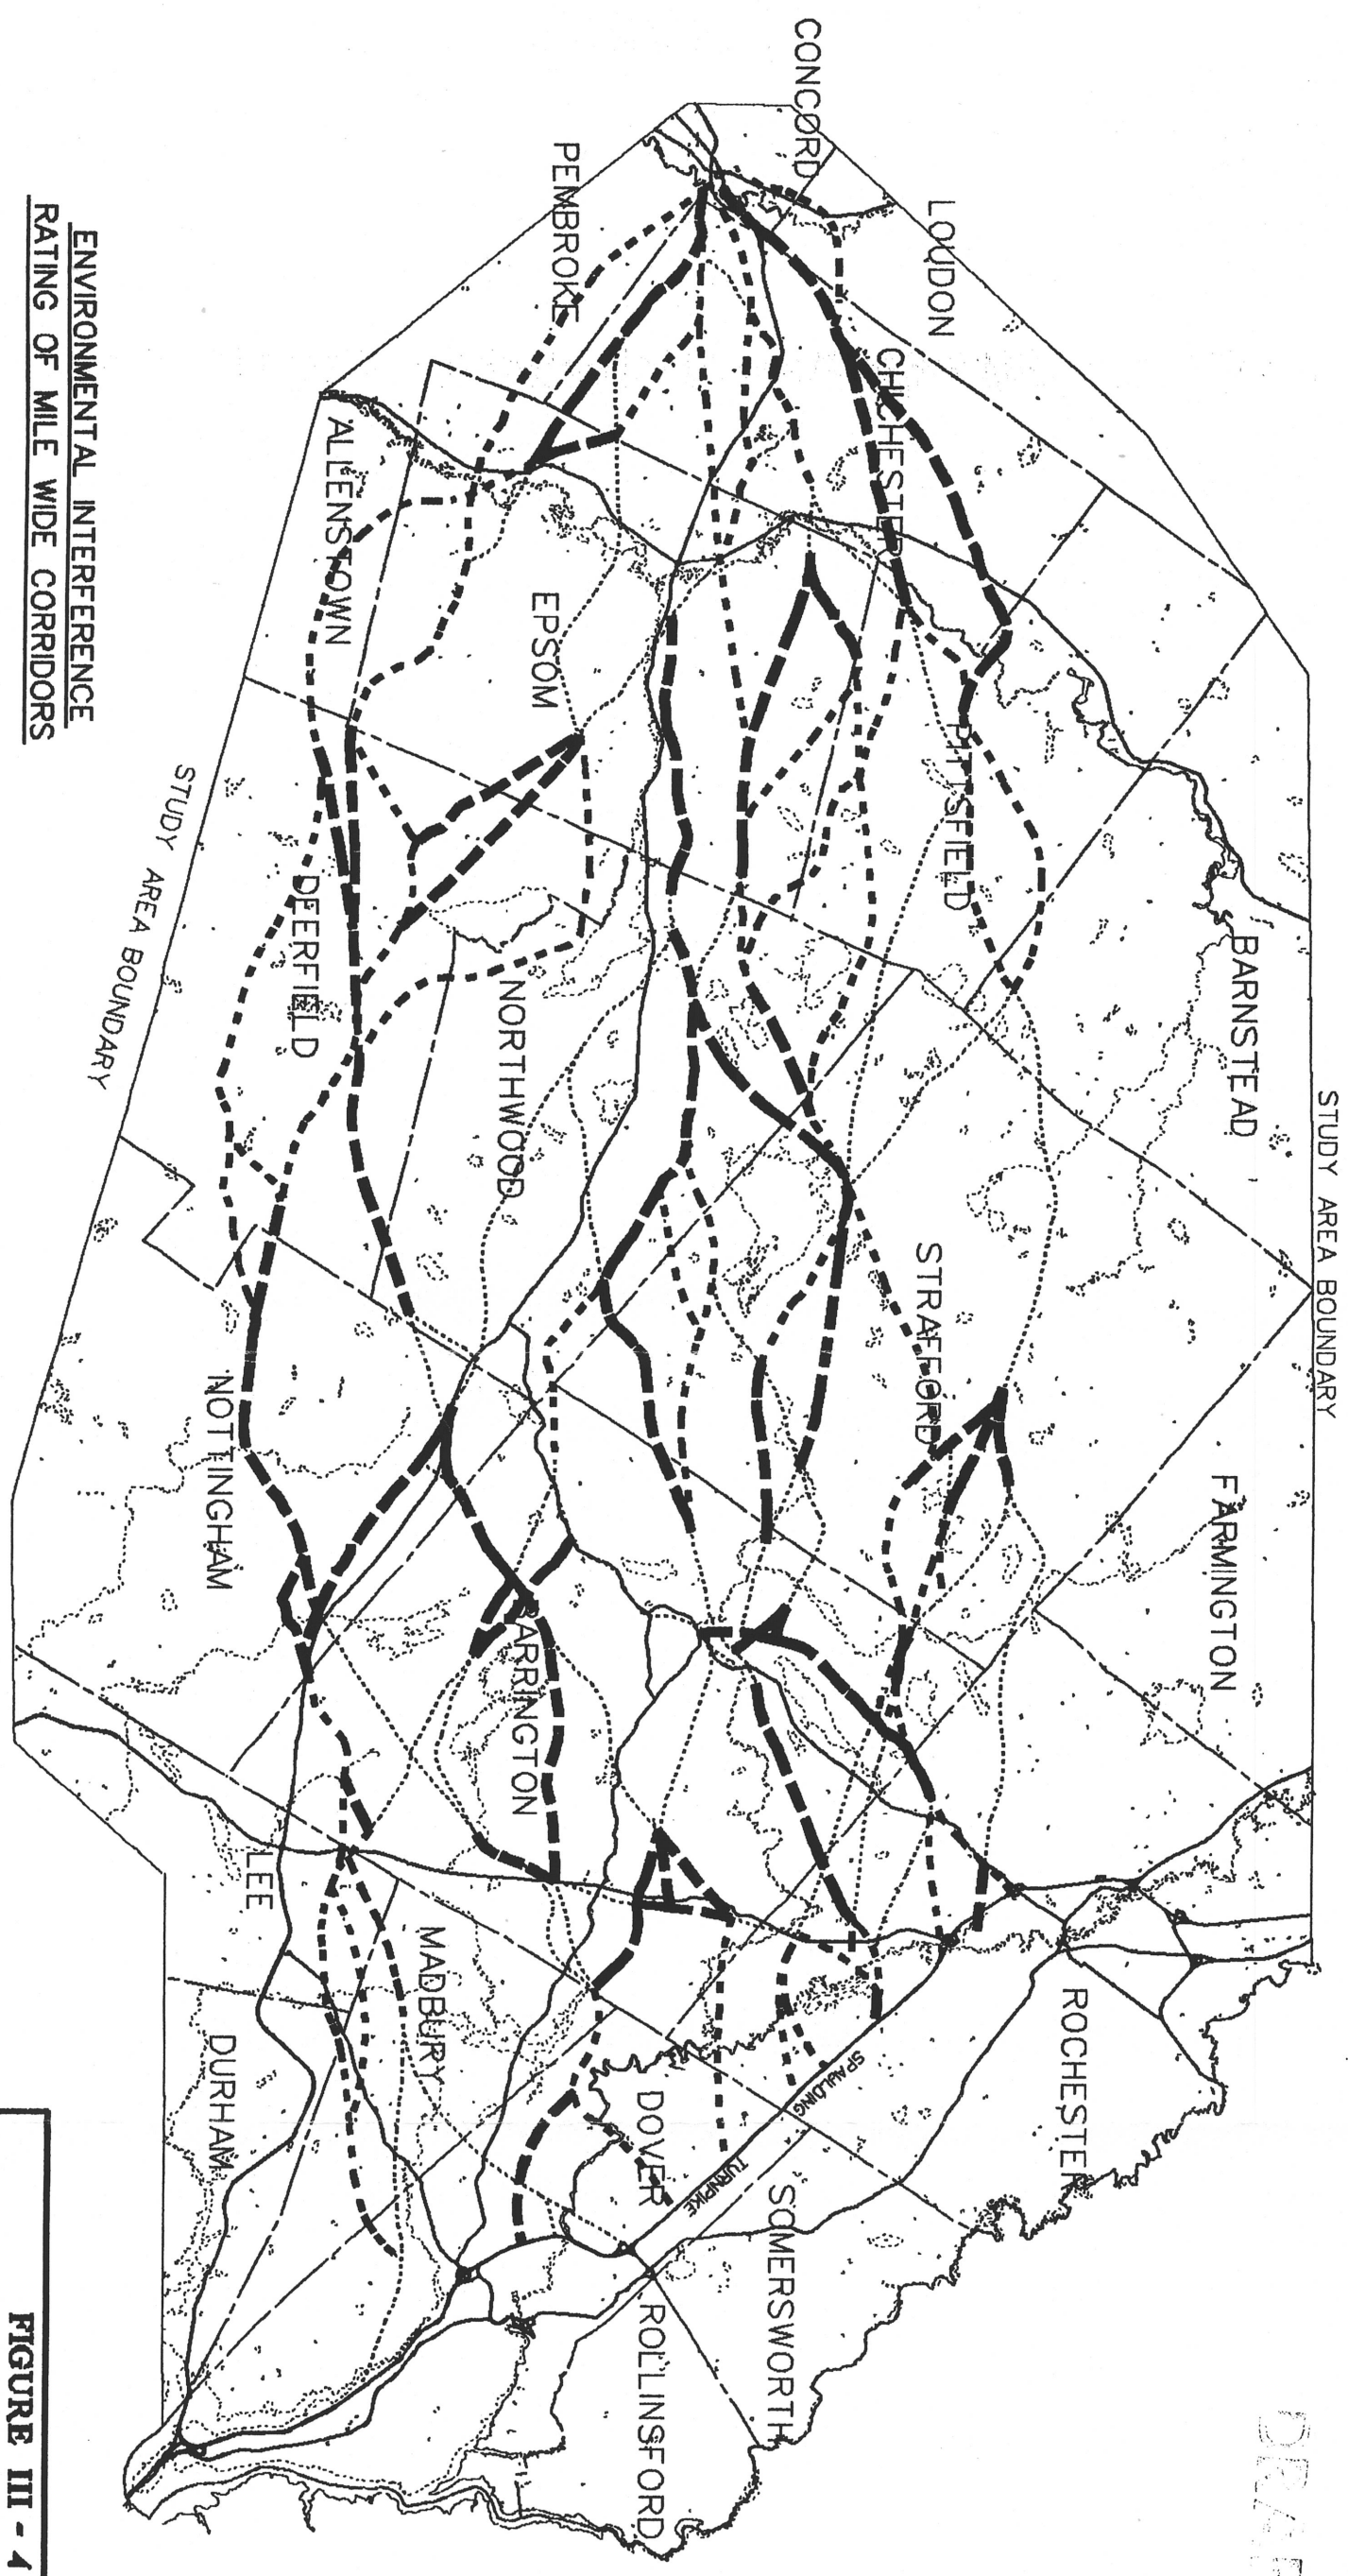 STUDY AREA BOUNDARY
CONCORD
LOUDON
BARNSTEAD
FARMINGTON
CHICHESTER
PITTSFIELD
STRAFFORD
ROCHESTER
PEMBROKE
EPSOM
NORTHWOOD
BARRINGTON
SPAULDING
TURNPIKE
SOMERSWORTH
DOVER
ROLLINSFORD
ALLENSTOWN
DEERFIELD
NOTTINGHAM
LEE
MADBURY
DURHAM
STUDY AREA BOUNDARY
ENVIRONMENTAL INTERFERENCE
RATING OF MILE WIDE CORRIDORS
FIGURE III -